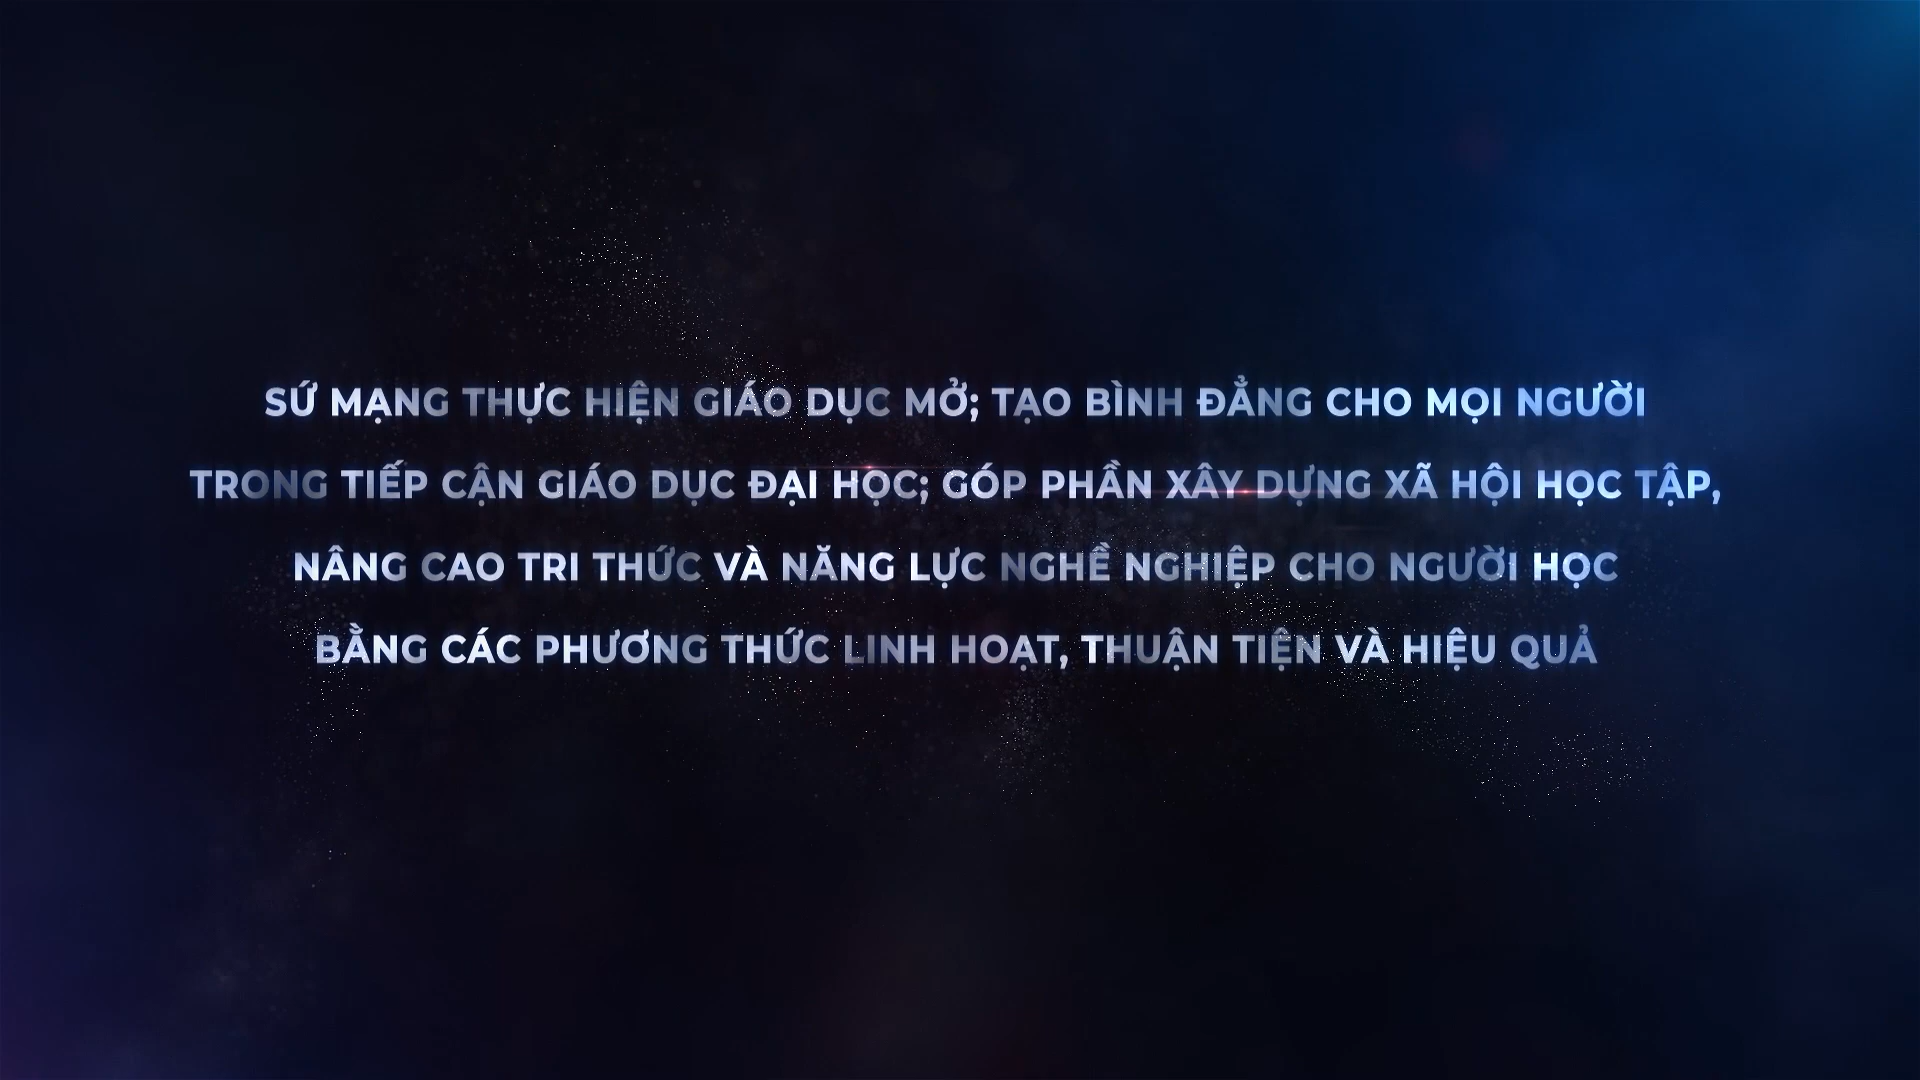 SỨ MẠNG THỰC HIỆN GIÁO DỤC MỞ; TẠO BÌNH ĐẲNG CHO MỌI NGƯỜI
TRONG TIẾP CẬN GIÁO DỤC ĐẠI HỌC; GÓP PHẦN XÂY DỰNG XÃ HỘI HỌC TẬP,
NÂNG CAO TRI THỨC VÀ NĂNG LỰC NGHỀ NGHIỆP CHO NGƯỜI HỌC
BẰNG CÁC PHƯƠNG THỨC LINH HOẠT, THUẬN TIỆN VÀ HIỆU QUẢ